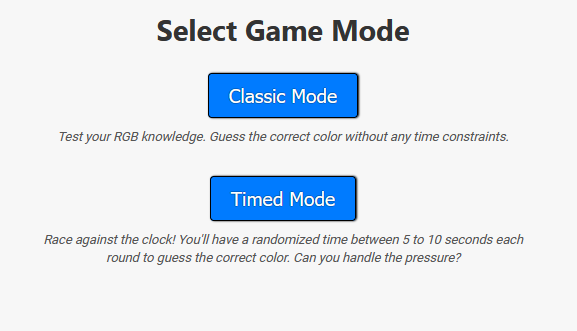 Select Game Mode
Classic Mode
Test your RGB knowledge. Guess the correct color without any time constraints.
Timed Mode
Race against the clock! You'll have a randomized time between 5 to 10 seconds each
round to guess the correct color. Can you handle the pressure?